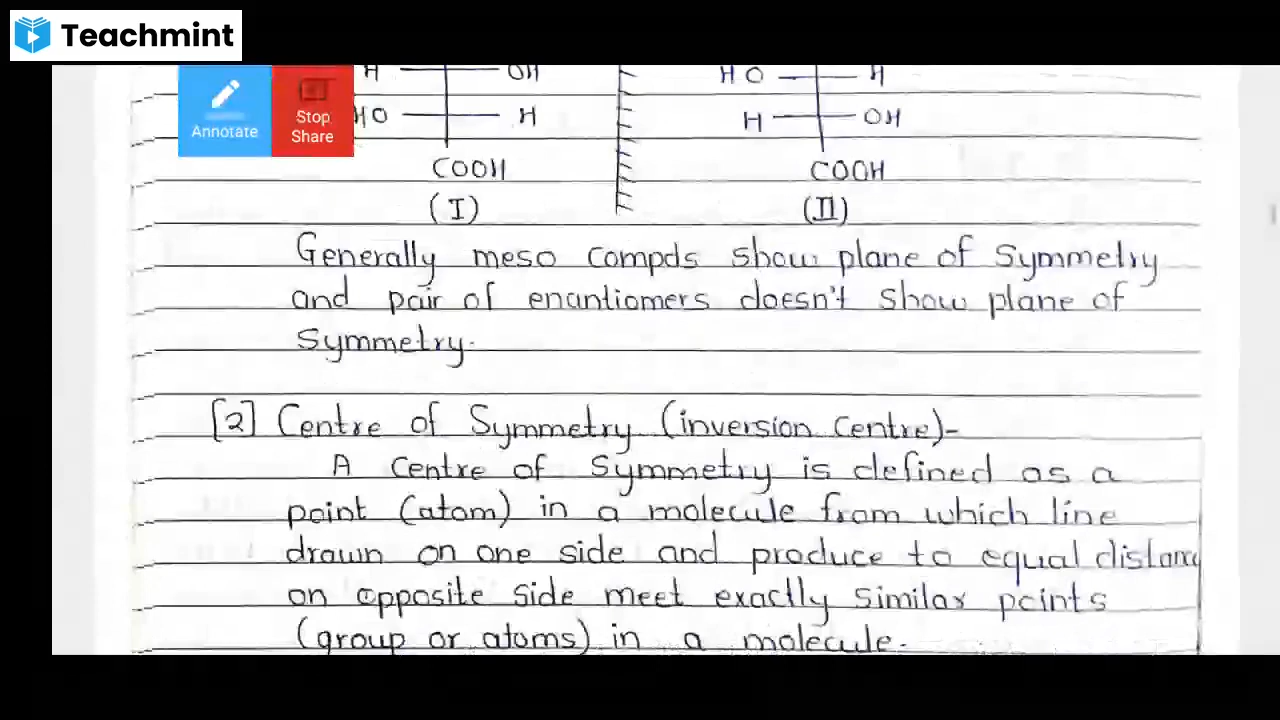 Teachmint
H OH HO H
Annotate Stop Share HO H H OH
COOH COOH
(I) (II)
Generally meso compds show plane of Symmetry
and pair of enantiomers doesn't show plane of
Symmetry.
[2] Centre of Symmetry (inversion Centre)-
A Centre of Symmetry is defined as a
point (atom) in a molecule from which line
drawn on one side and produce to equal distanc
on opposite side meet exactly similar points
(group or atoms) in a molecule.